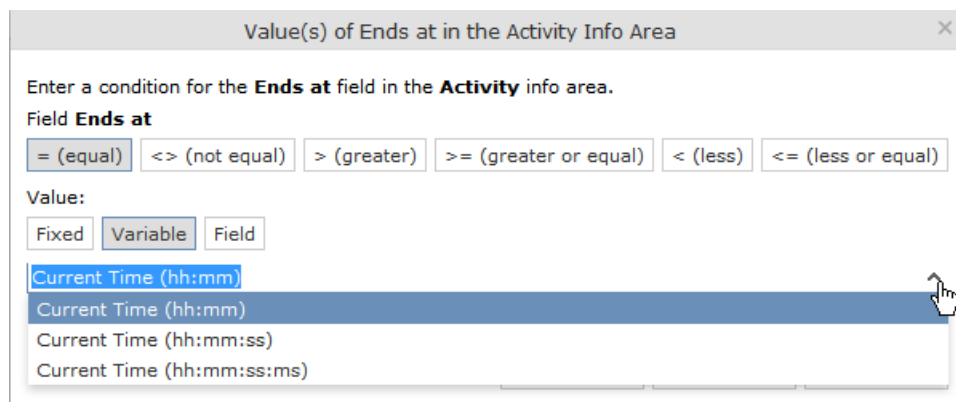 Value(s) of Ends at in the Activity Info Area
Enter a condition for the Ends at field in the Activity info area.
Field Ends at
= (equal) <> (not equal) > (greater) >= (greater or equal) < (less) <= (less or equal)
Value:
Fixed Variable Field
Current Time (hh:mm)
Current Time (hh:mm)
Current Time (hh:mm:ss)
Current Time (hh:mm:ss:ms)